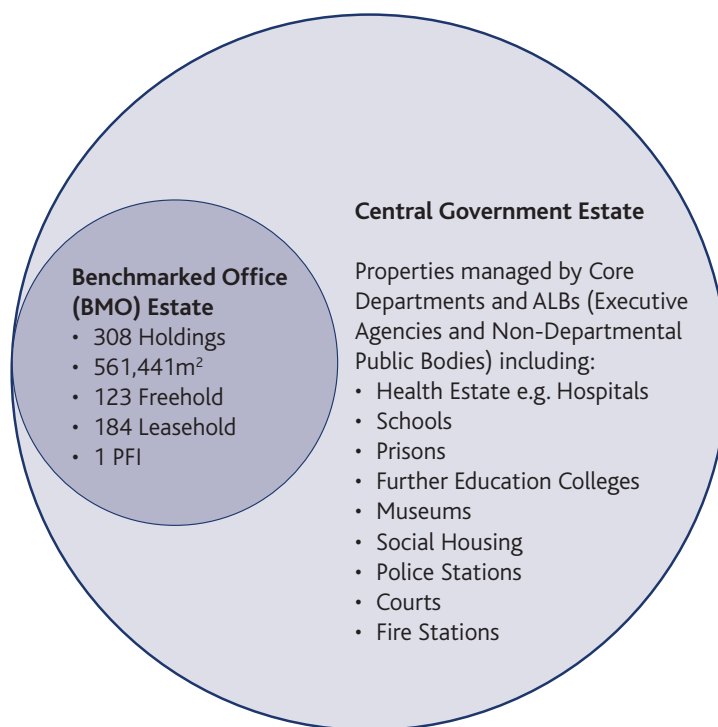 Benchmarked Office
(BMO) Estate
• 308 Holdings
• 561,441m²
• 123 Freehold
• 184 Leasehold
• 1 PFI
Central Government Estate
Properties managed by Core
Departments and ALBs (Executive
Agencies and Non-Departmental
Public Bodies) including:
• Health Estate e.g. Hospitals
• Schools
• Prisons
• Further Education Colleges
• Museums
• Social Housing
• Police Stations
• Courts
• Fire Stations